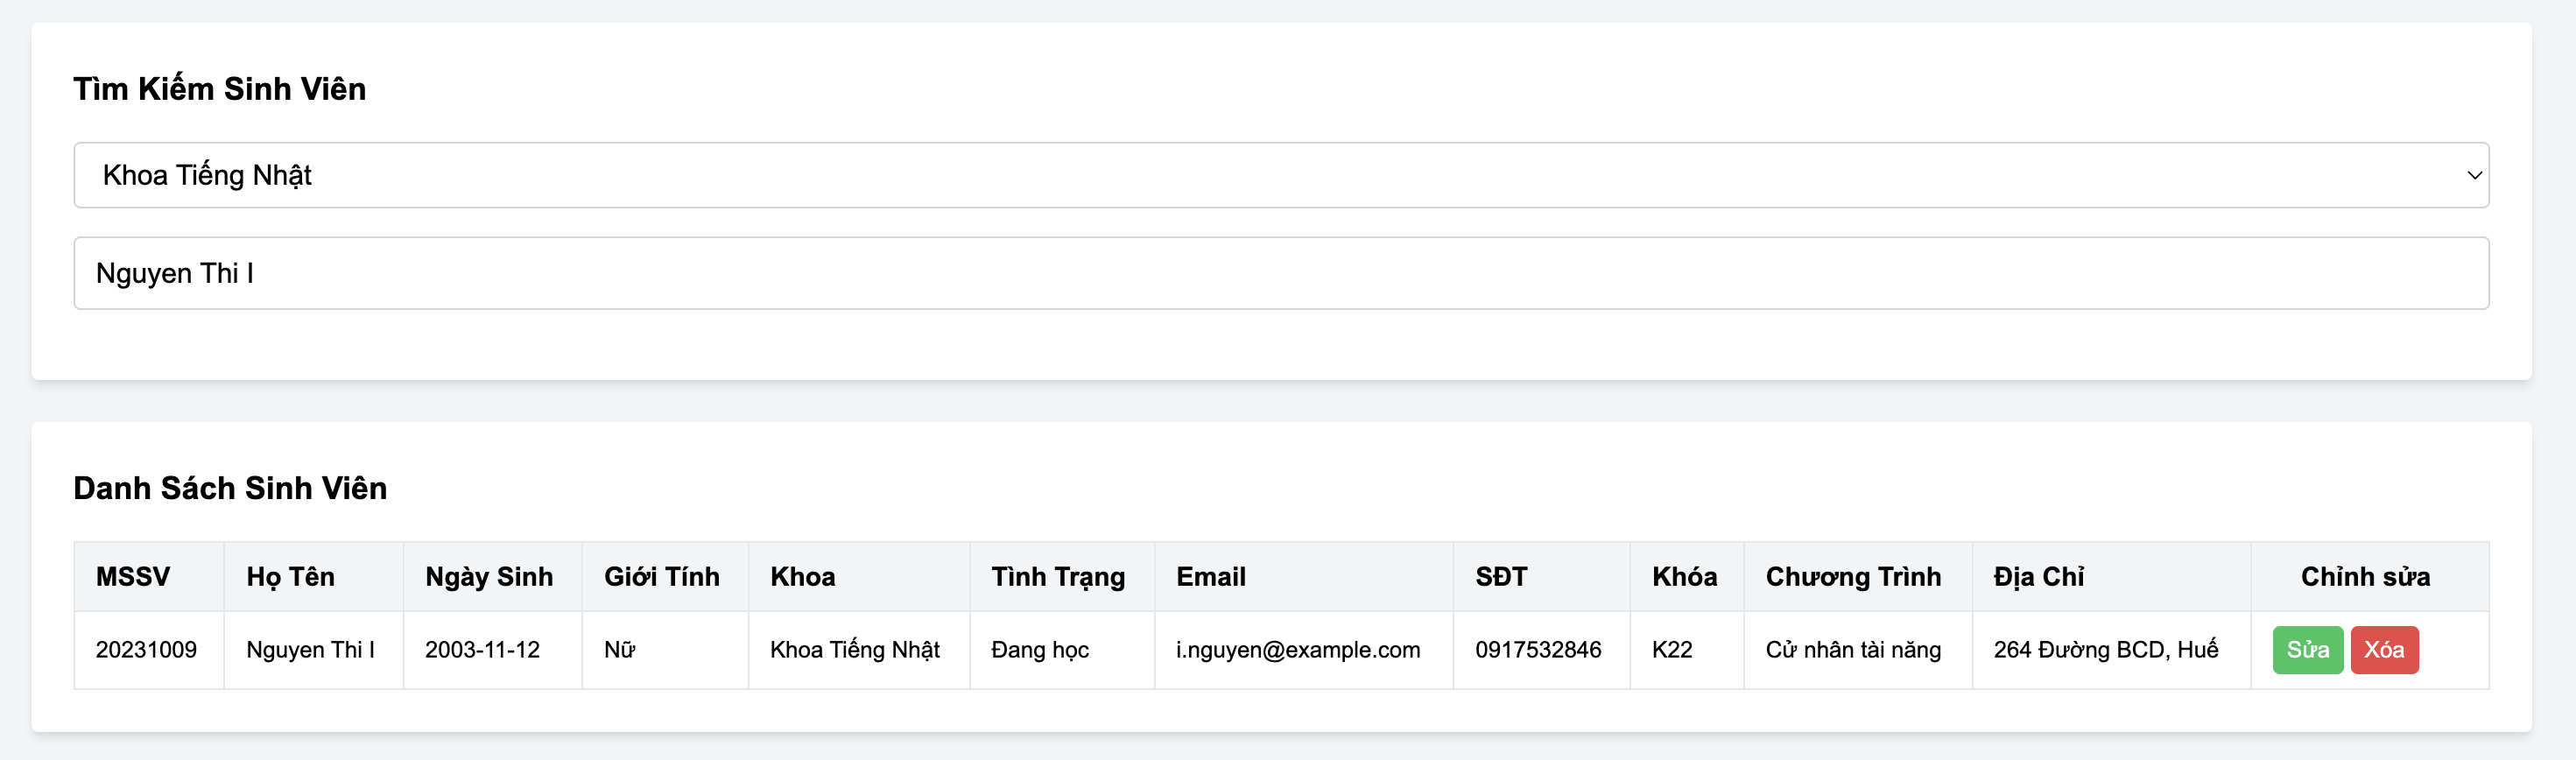 Tìm Kiếm Sinh Viên
Khoa Tiếng Nhật
Nguyen Thi I
Danh Sách Sinh Viên
MSSV Họ Tên Ngày Sinh Giới Tính Khoa Tình Trạng Email SĐT Khóa Chương Trình Địa Chỉ Chỉnh sửa
20231009 Nguyen Thi I 2003-11-12 Nữ Khoa Tiếng Nhật Đang học i.nguyen@example.com 0917532846 K22 Cử nhân tài năng 264 Đường BCD, Huế Sửa Xóa